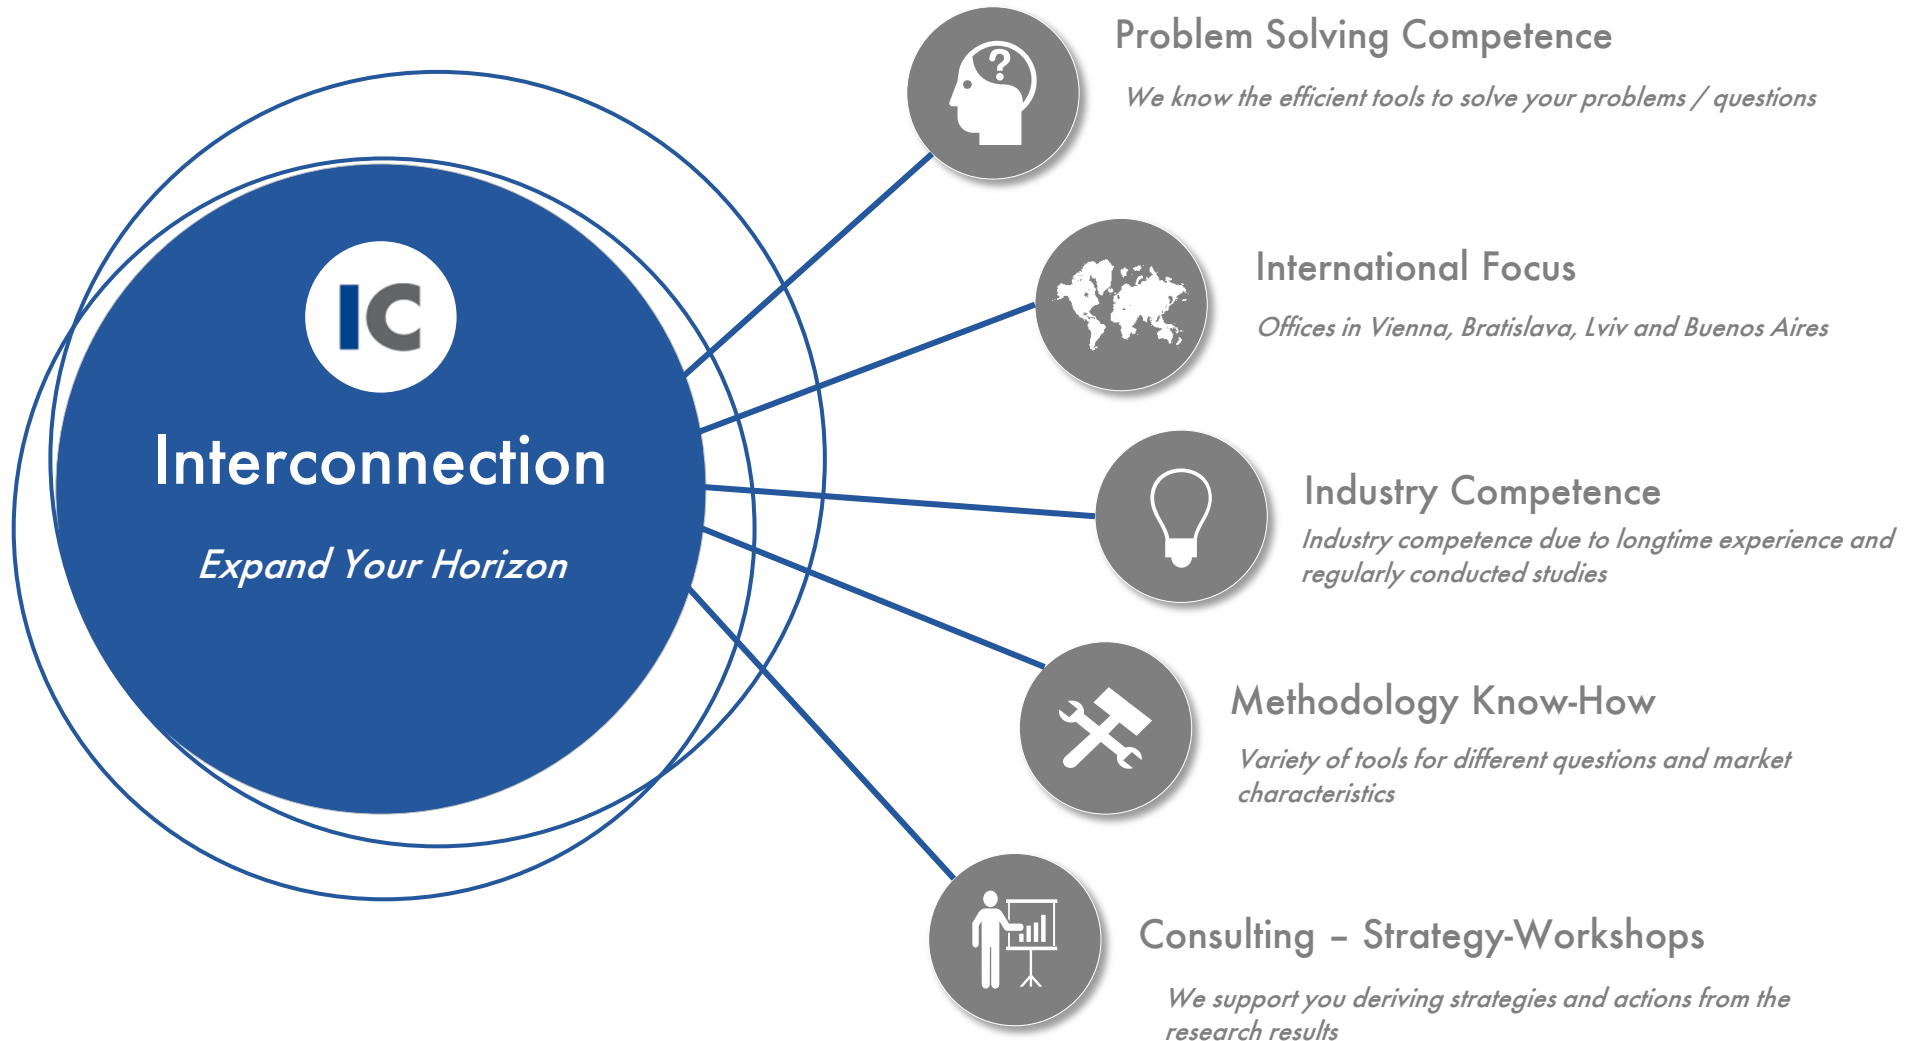 IC
Interconnection
Expand Your Horizon
?
Problem Solving Competence
We know the efficient tools to solve your problems / questions
International Focus
Offices in Vienna, Bratislava, Lviv and Buenos Aires
Industry Competence
Industry competence due to longtime experience and
regularly conducted studies
Methodology Know-How
Variety of tools for different questions and market
characteristics
Consulting – Strategy-Workshops
We support you deriving strategies and actions from the
research results